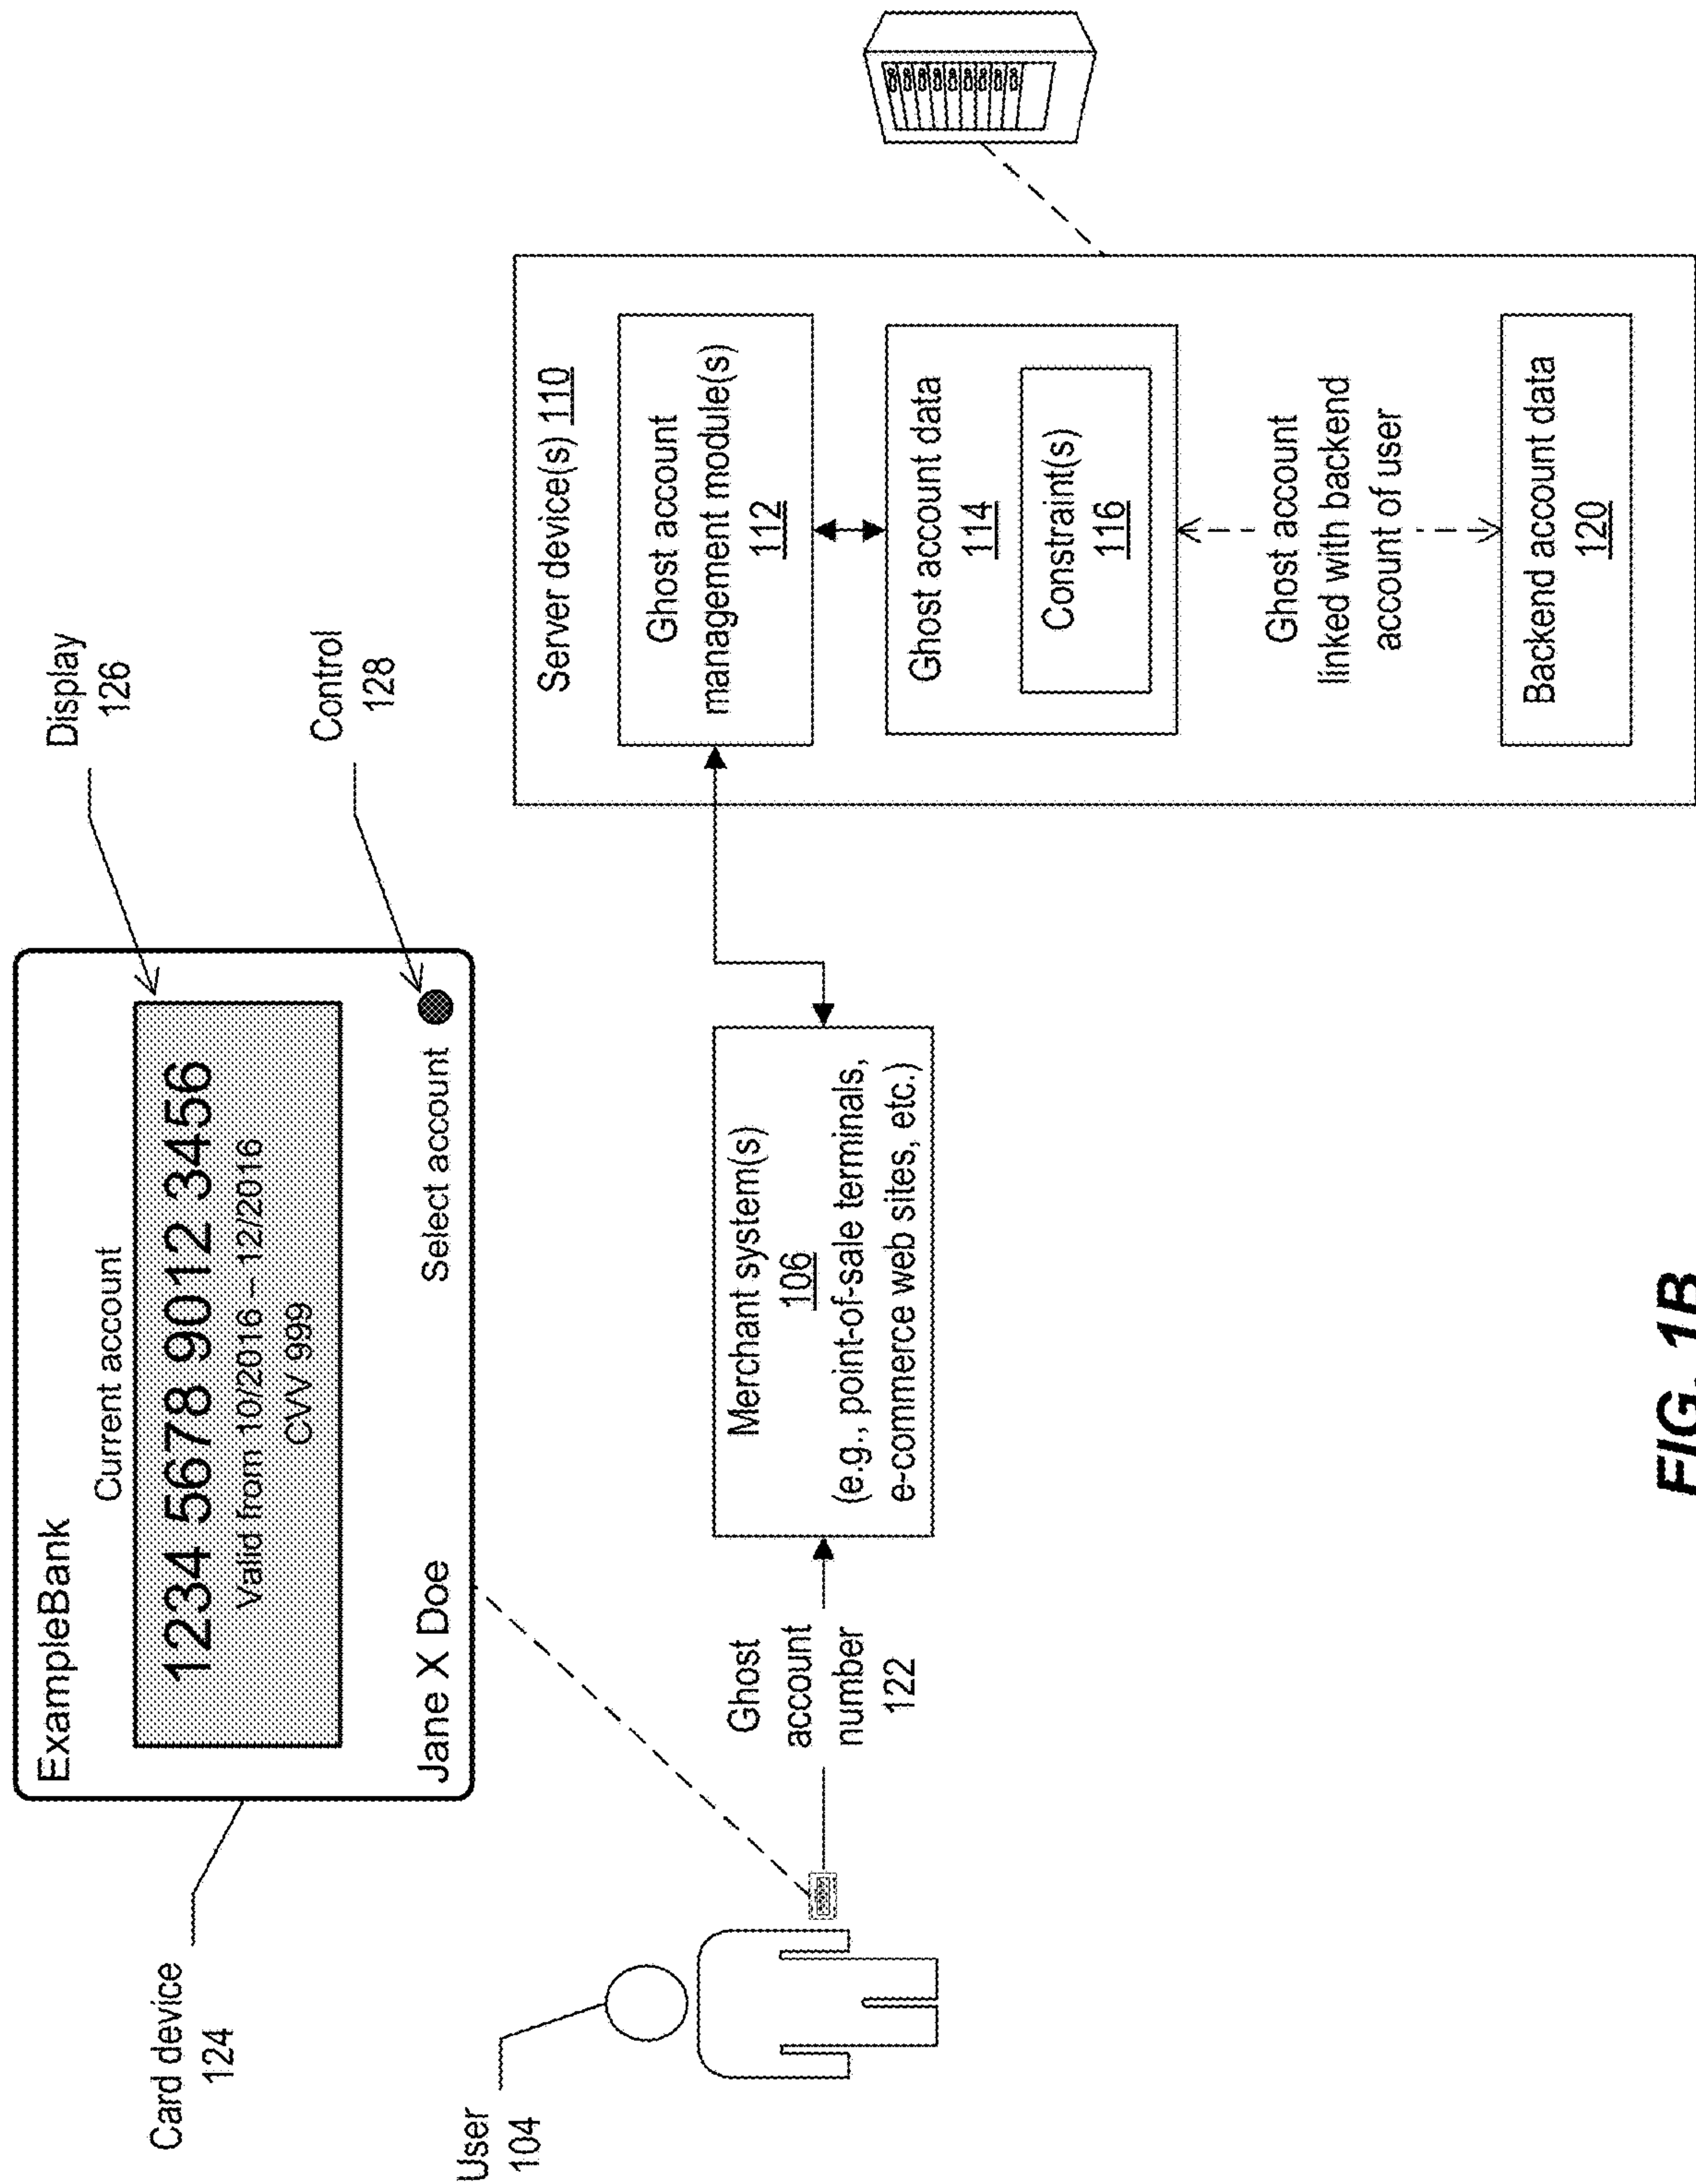 Card device
124
ExampleBank
Current account
1234 5678 9012 3456
Valid from 10/2016 – 12/2016
CVV 999
Jane X Doe
Select account
Display
126
Control
128
User
104
Ghost
account
number
122
Merchant system(s)
106
(e.g., point-of-sale terminals,
e-commerce web sites, etc.)
Server device(s) 110
Ghost account
management module(s)
112
Ghost account data
114
Constraint(s)
116
Ghost account
linked with backend
account of user
Backend account data
120
FIG. 1B